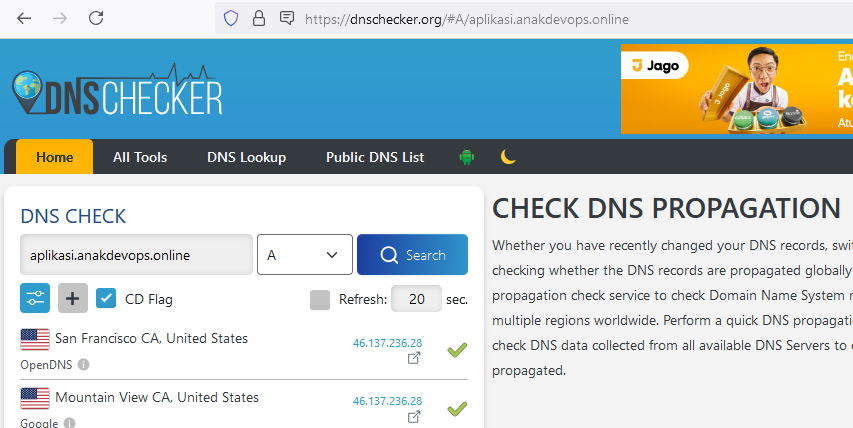 https://dnschecker.org/#A/aplikasi.anakdevops.online
DNSCHECKER
Jago
Home All Tools DNS Lookup Public DNS List
DNS CHECK
aplikasi.anakdevops.online A Search
CD Flag Refresh: 20 sec.
San Francisco CA, United States
46.137.236.28
OpenDNS
Mountain View CA, United States
46.137.236.28
Google
CHECK DNS PROPAGATION
Whether you have recently changed your DNS records, swit
checking whether the DNS records are propagated globally
propagation check service to check Domain Name System r
multiple regions worldwide. Perform a quick DNS propagatio
check DNS data collected from all available DNS Servers to c
propagated.